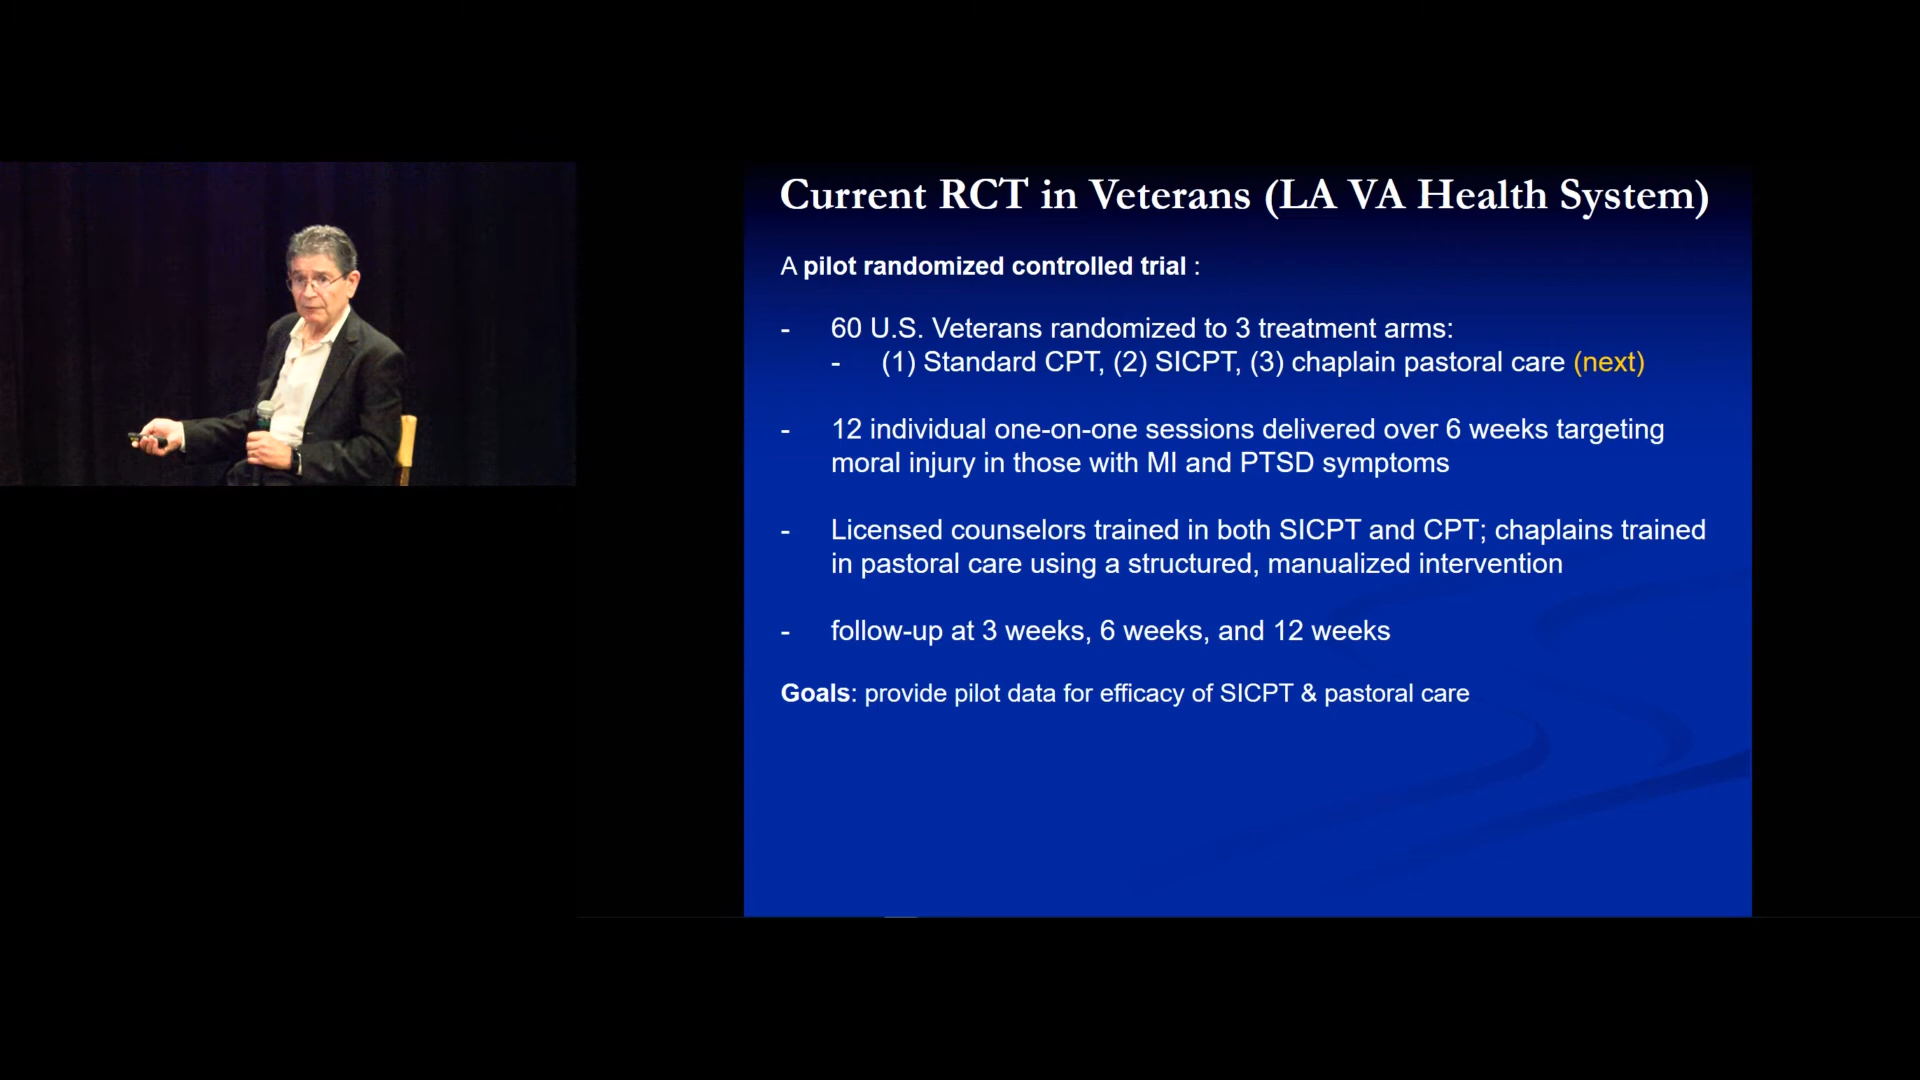 Current RCT in Veterans (LA VA Health System)
A pilot randomized controlled trial :
- 60 U.S. Veterans randomized to 3 treatment arms:
- (1) Standard CPT, (2) SICPT, (3) chaplain pastoral care (next)
- 12 individual one-on-one sessions delivered over 6 weeks targeting
moral injury in those with MI and PTSD symptoms
- Licensed counselors trained in both SICPT and CPT; chaplains trained
in pastoral care using a structured, manualized intervention
- follow-up at 3 weeks, 6 weeks, and 12 weeks
Goals: provide pilot data for efficacy of SICPT & pastoral care